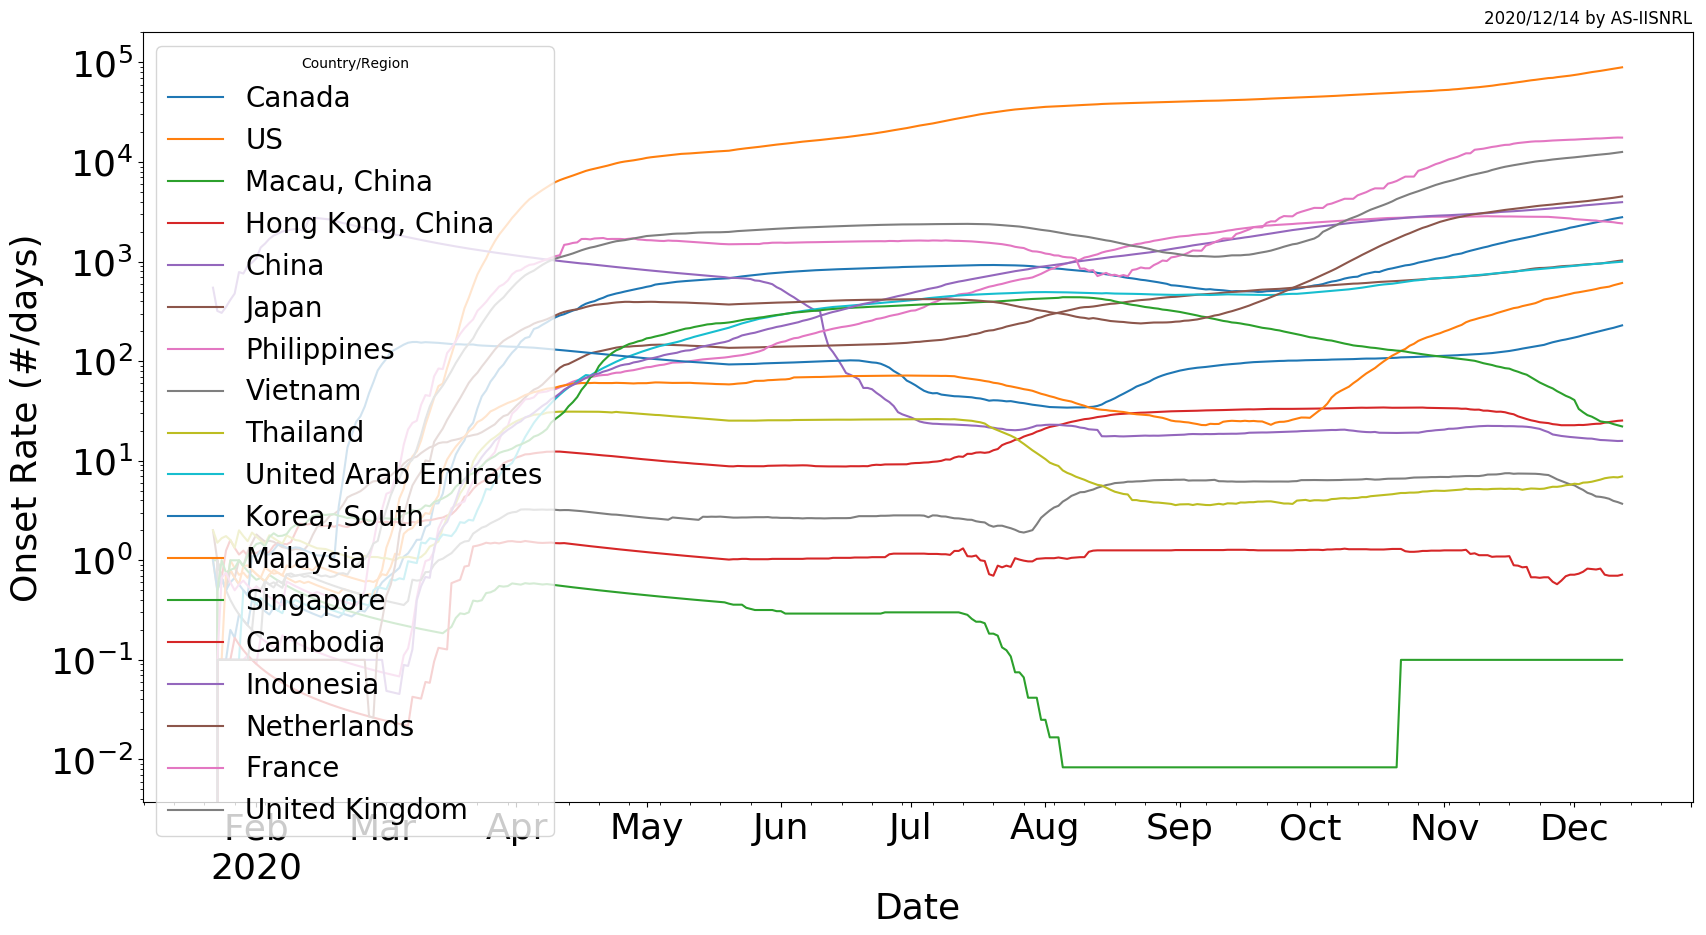 2020/12/14 by AS-IISNRL
Onset Rate (#/days)
10^5
10^4
10^3
10^2
10^1
10^0
10^−1
10^−2
Country/Region
Canada
US
Macau, China
Hong Kong, China
China
Japan
Philippines
Vietnam
Thailand
United Arab Emirates
Korea, South
Malaysia
Singapore
Cambodia
Indonesia
Netherlands
France
United Kingdom
Feb Mar Apr May Jun Jul Aug Sep Oct Nov Dec
2020
Date